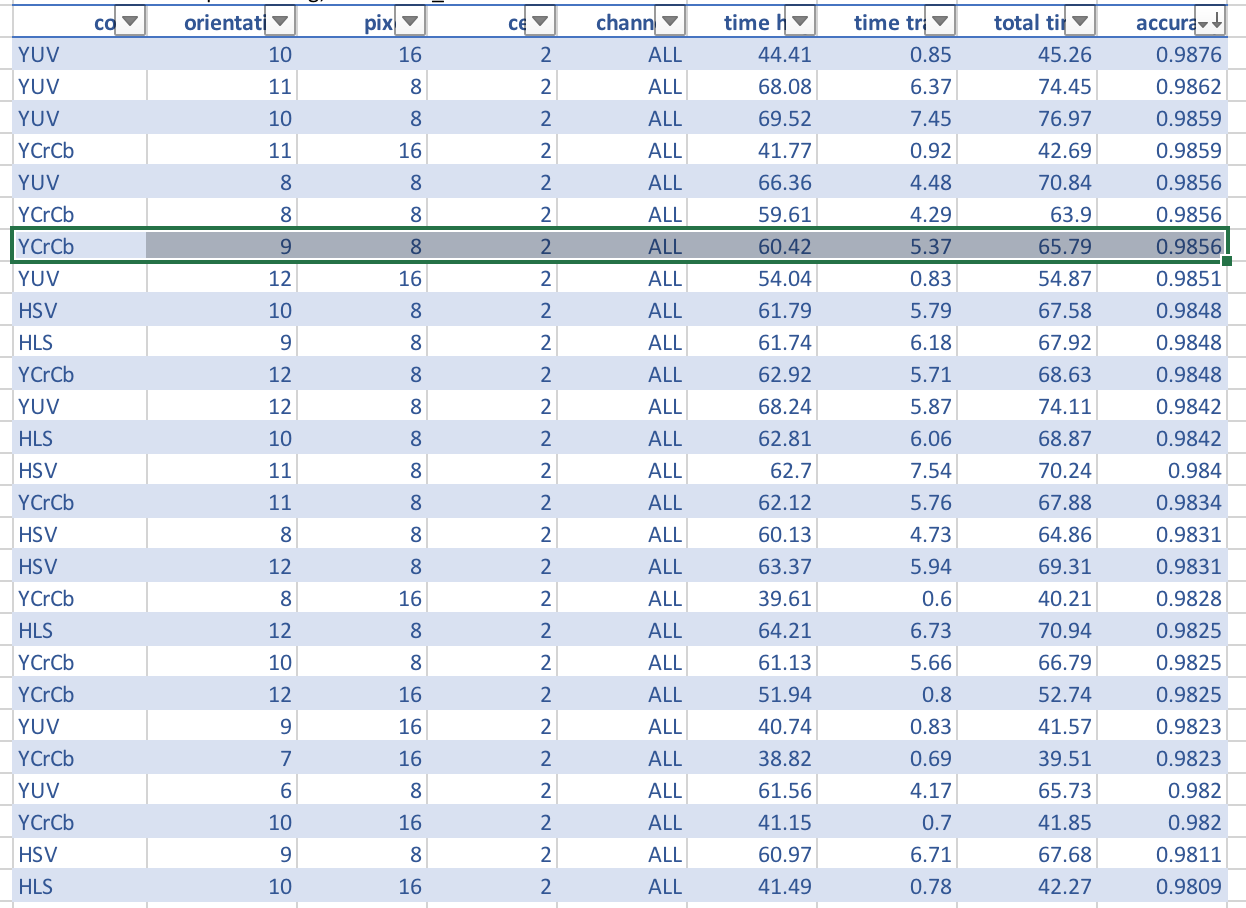 co orientati pix ce chann time h time tra total tir accura
YUV 10 16 2 ALL 44.41 0.85 45.26 0.9876
YUV 11 8 2 ALL 68.08 6.37 74.45 0.9862
YUV 10 8 2 ALL 69.52 7.45 76.97 0.9859
YCrCb 11 16 2 ALL 41.77 0.92 42.69 0.9859
YUV 8 8 2 ALL 66.36 4.48 70.84 0.9856
YCrCb 8 8 2 ALL 59.61 4.29 63.9 0.9856
YCrCb 9 8 2 ALL 60.42 5.37 65.79 0.9856
YUV 12 16 2 ALL 54.04 0.83 54.87 0.9851
HSV 10 8 2 ALL 61.79 5.79 67.58 0.9848
HLS 9 8 2 ALL 61.74 6.18 67.92 0.9848
YCrCb 12 8 2 ALL 62.92 5.71 68.63 0.9848
YUV 12 8 2 ALL 68.24 5.87 74.11 0.9842
HLS 10 8 2 ALL 62.81 6.06 68.87 0.9842
HSV 11 8 2 ALL 62.7 7.54 70.24 0.984
YCrCb 11 8 2 ALL 62.12 5.76 67.88 0.9834
HSV 8 8 2 ALL 60.13 4.73 64.86 0.9831
HSV 12 8 2 ALL 63.37 5.94 69.31 0.9831
YCrCb 8 16 2 ALL 39.61 0.6 40.21 0.9828
HLS 12 8 2 ALL 64.21 6.73 70.94 0.9825
YCrCb 10 8 2 ALL 61.13 5.66 66.79 0.9825
YCrCb 12 16 2 ALL 51.94 0.8 52.74 0.9825
YUV 9 16 2 ALL 40.74 0.83 41.57 0.9823
YCrCb 7 16 2 ALL 38.82 0.69 39.51 0.9823
YUV 6 8 2 ALL 61.56 4.17 65.73 0.982
YCrCb 10 16 2 ALL 41.15 0.7 41.85 0.982
HSV 9 8 2 ALL 60.97 6.71 67.68 0.9811
HLS 10 16 2 ALL 41.49 0.78 42.27 0.9809